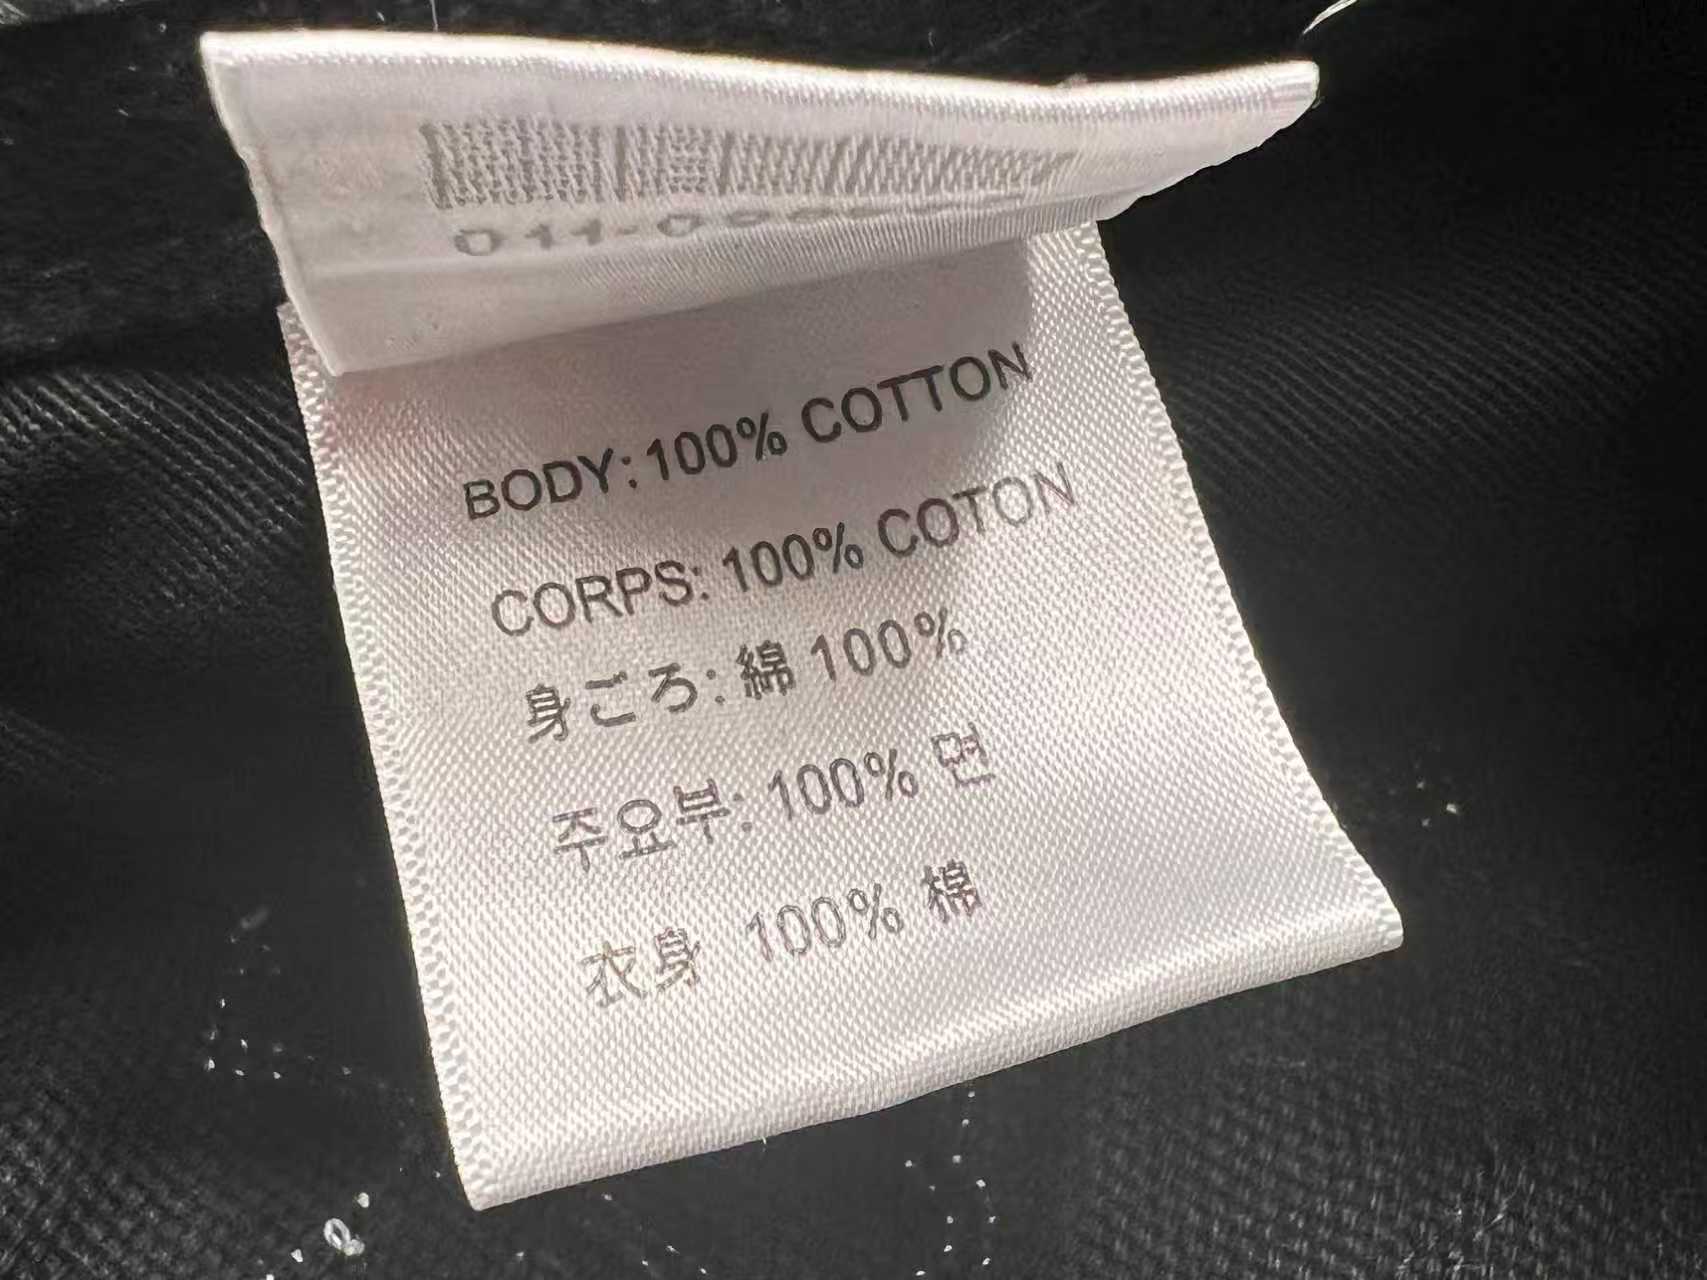 BODY: 100% COTTON
CORPS: 100% COTON
身ごろ: 綿 100%
주요부: 100% 면
衣身 100% 棉